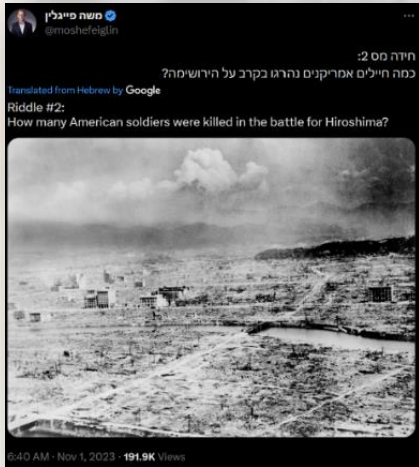 משה פייגלין
@moshefeiglin
חידה מס 2:
כמה חיילים אמריקנים נהרגו בקרב על הירושימה?
Translated from Hebrew by Google
Riddle #2:
How many American soldiers were killed in the battle for Hiroshima?
6:40 AM · Nov 1, 2023 · 191.9K Views